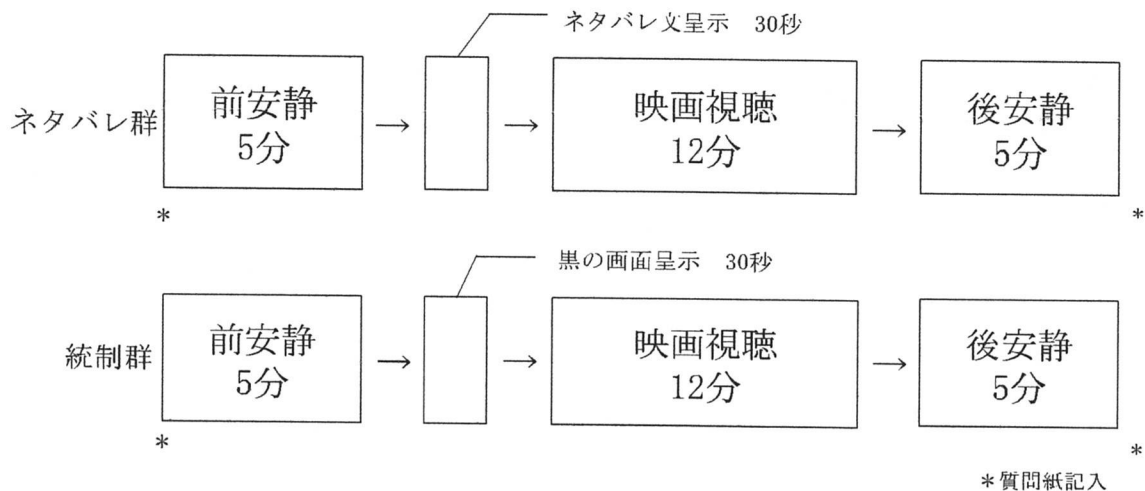 ネタバレ文呈示 30秒
ネタバレ群
前安静
5分
→
→
映画視聴
12分
→
後安静
5分
*
*
黒の画面呈示 30秒
統制群
前安静
5分
→
→
映画視聴
12分
→
後安静
5分
*
*
*質問紙記入